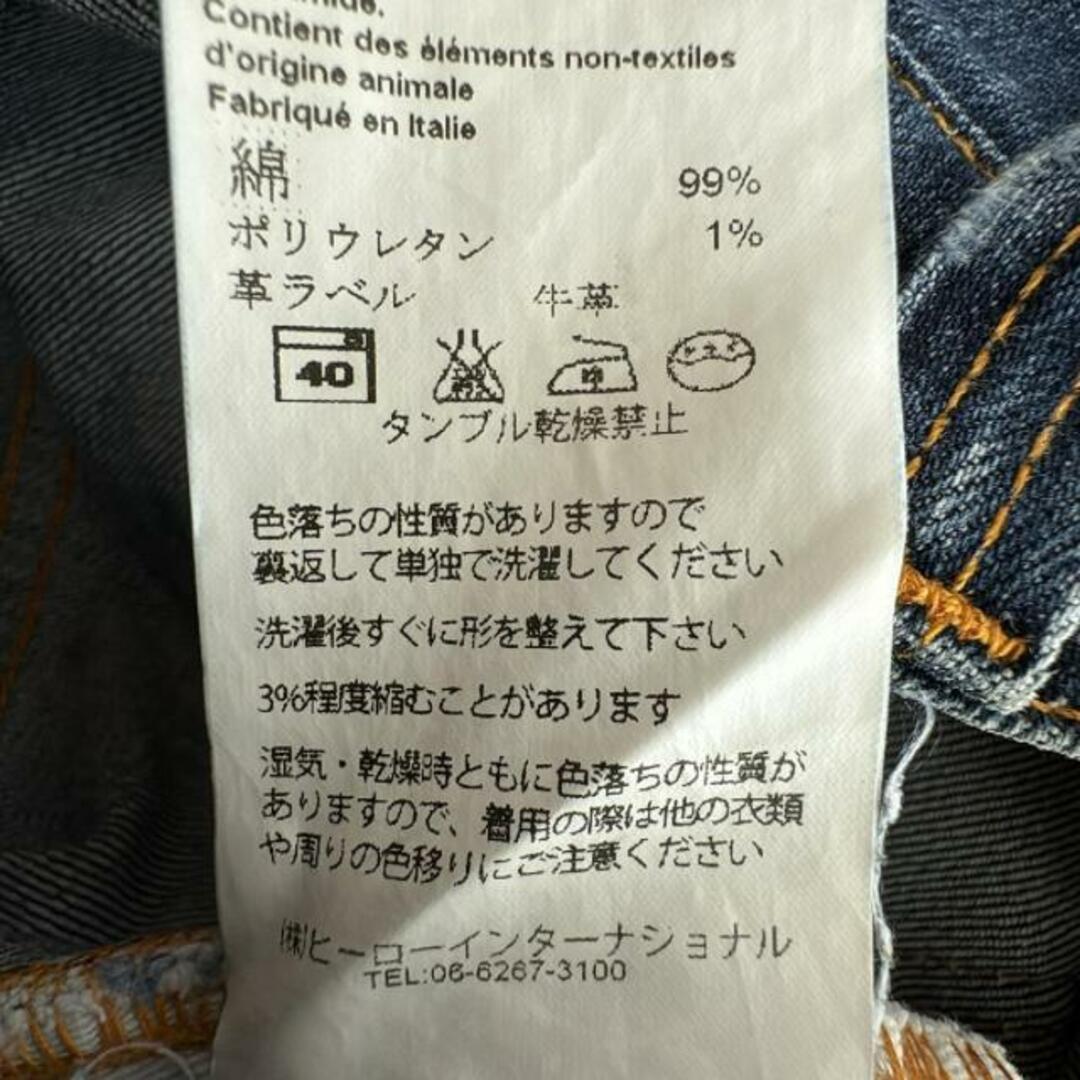 Contient des éléments non-textiles
d'origine animale
Fabriqué en Italie
綿 99%
ポリウレタン 1%
革ラベル 牛革
40
タンブル乾燥禁止
色落ちの性質がありますので
裏返して単独で洗濯してください
洗濯後すぐに形を整えて下さい
3%程度縮むことがあります
湿気・乾燥時ともに色落ちの性質が
ありますので、着用の際は他の衣類
や周りの色移りにご注意ください
㈱ヒーローインターナショナル
TEL:06-6267-3100